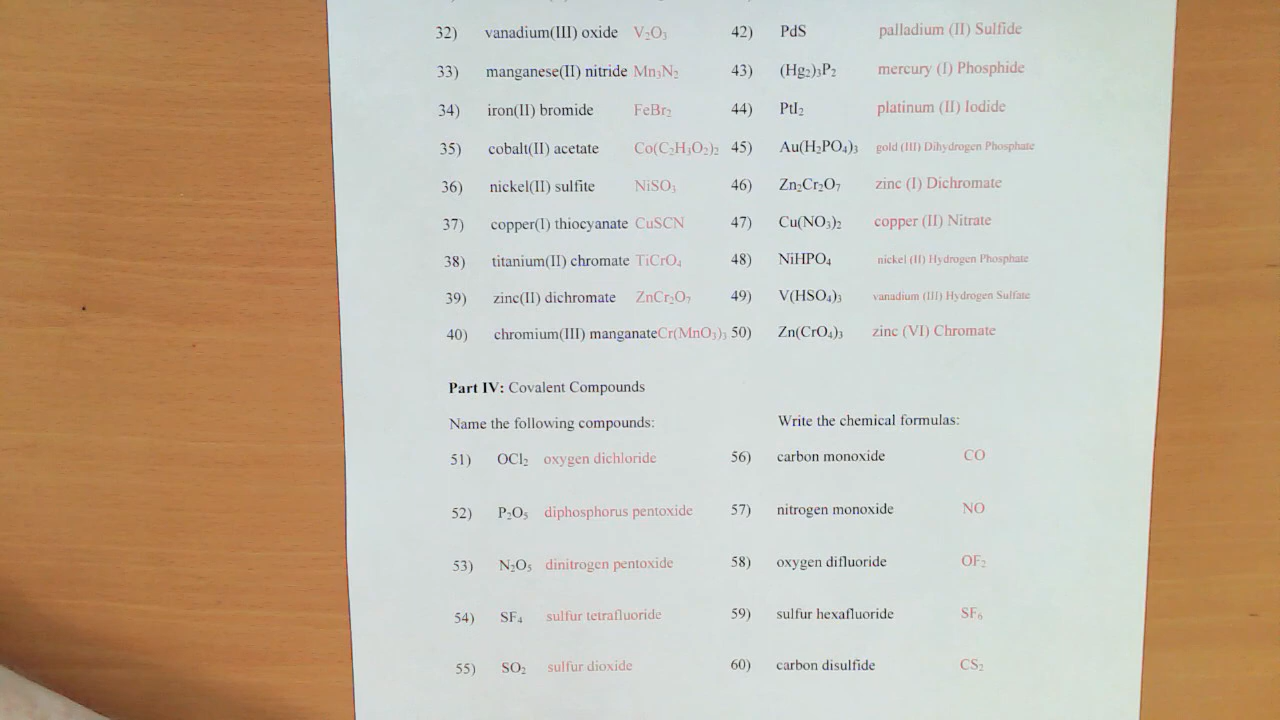 32) vanadium(III) oxide V₂O₃ 42) PdS palladium (II) Sulfide
33) manganese(II) nitride Mn₃N₂ 43) (Hg₂)₃P₂ mercury (I) Phosphide
34) iron(II) bromide FeBr₂ 44) PtI₂ platinum (II) Iodide
35) cobalt(II) acetate Co(C₂H₃O₂)₂ 45) Au(H₂PO₄)₃ gold (III) Dihydrogen Phosphate
36) nickel(II) sulfite NiSO₃ 46) Zn₂Cr₂O₇ zinc (I) Dichromate
37) copper(I) thiocyanate CuSCN 47) Cu(NO₃)₂ copper (II) Nitrate
38) titanium(II) chromate TiCrO₄ 48) NiHPO₄ nickel (II) Hydrogen Phosphate
39) zinc(II) dichromate ZnCr₂O₇ 49) V(HSO₄)₃ vanadium (III) Hydrogen Sulfate
40) chromium(III) manganate Cr(MnO₃)₃ 50) Zn(CrO₄)₃ zinc (VI) Chromate
Part IV: Covalent Compounds
Name the following compounds: Write the chemical formulas:
51) OCl₂ oxygen dichloride 56) carbon monoxide CO
52) P₂O₅ diphosphorus pentoxide 57) nitrogen monoxide NO
53) N₂O₅ dinitrogen pentoxide 58) oxygen difluoride OF₂
54) SF₄ sulfur tetrafluoride 59) sulfur hexafluoride SF₆
55) SO₂ sulfur dioxide 60) carbon disulfide CS₂